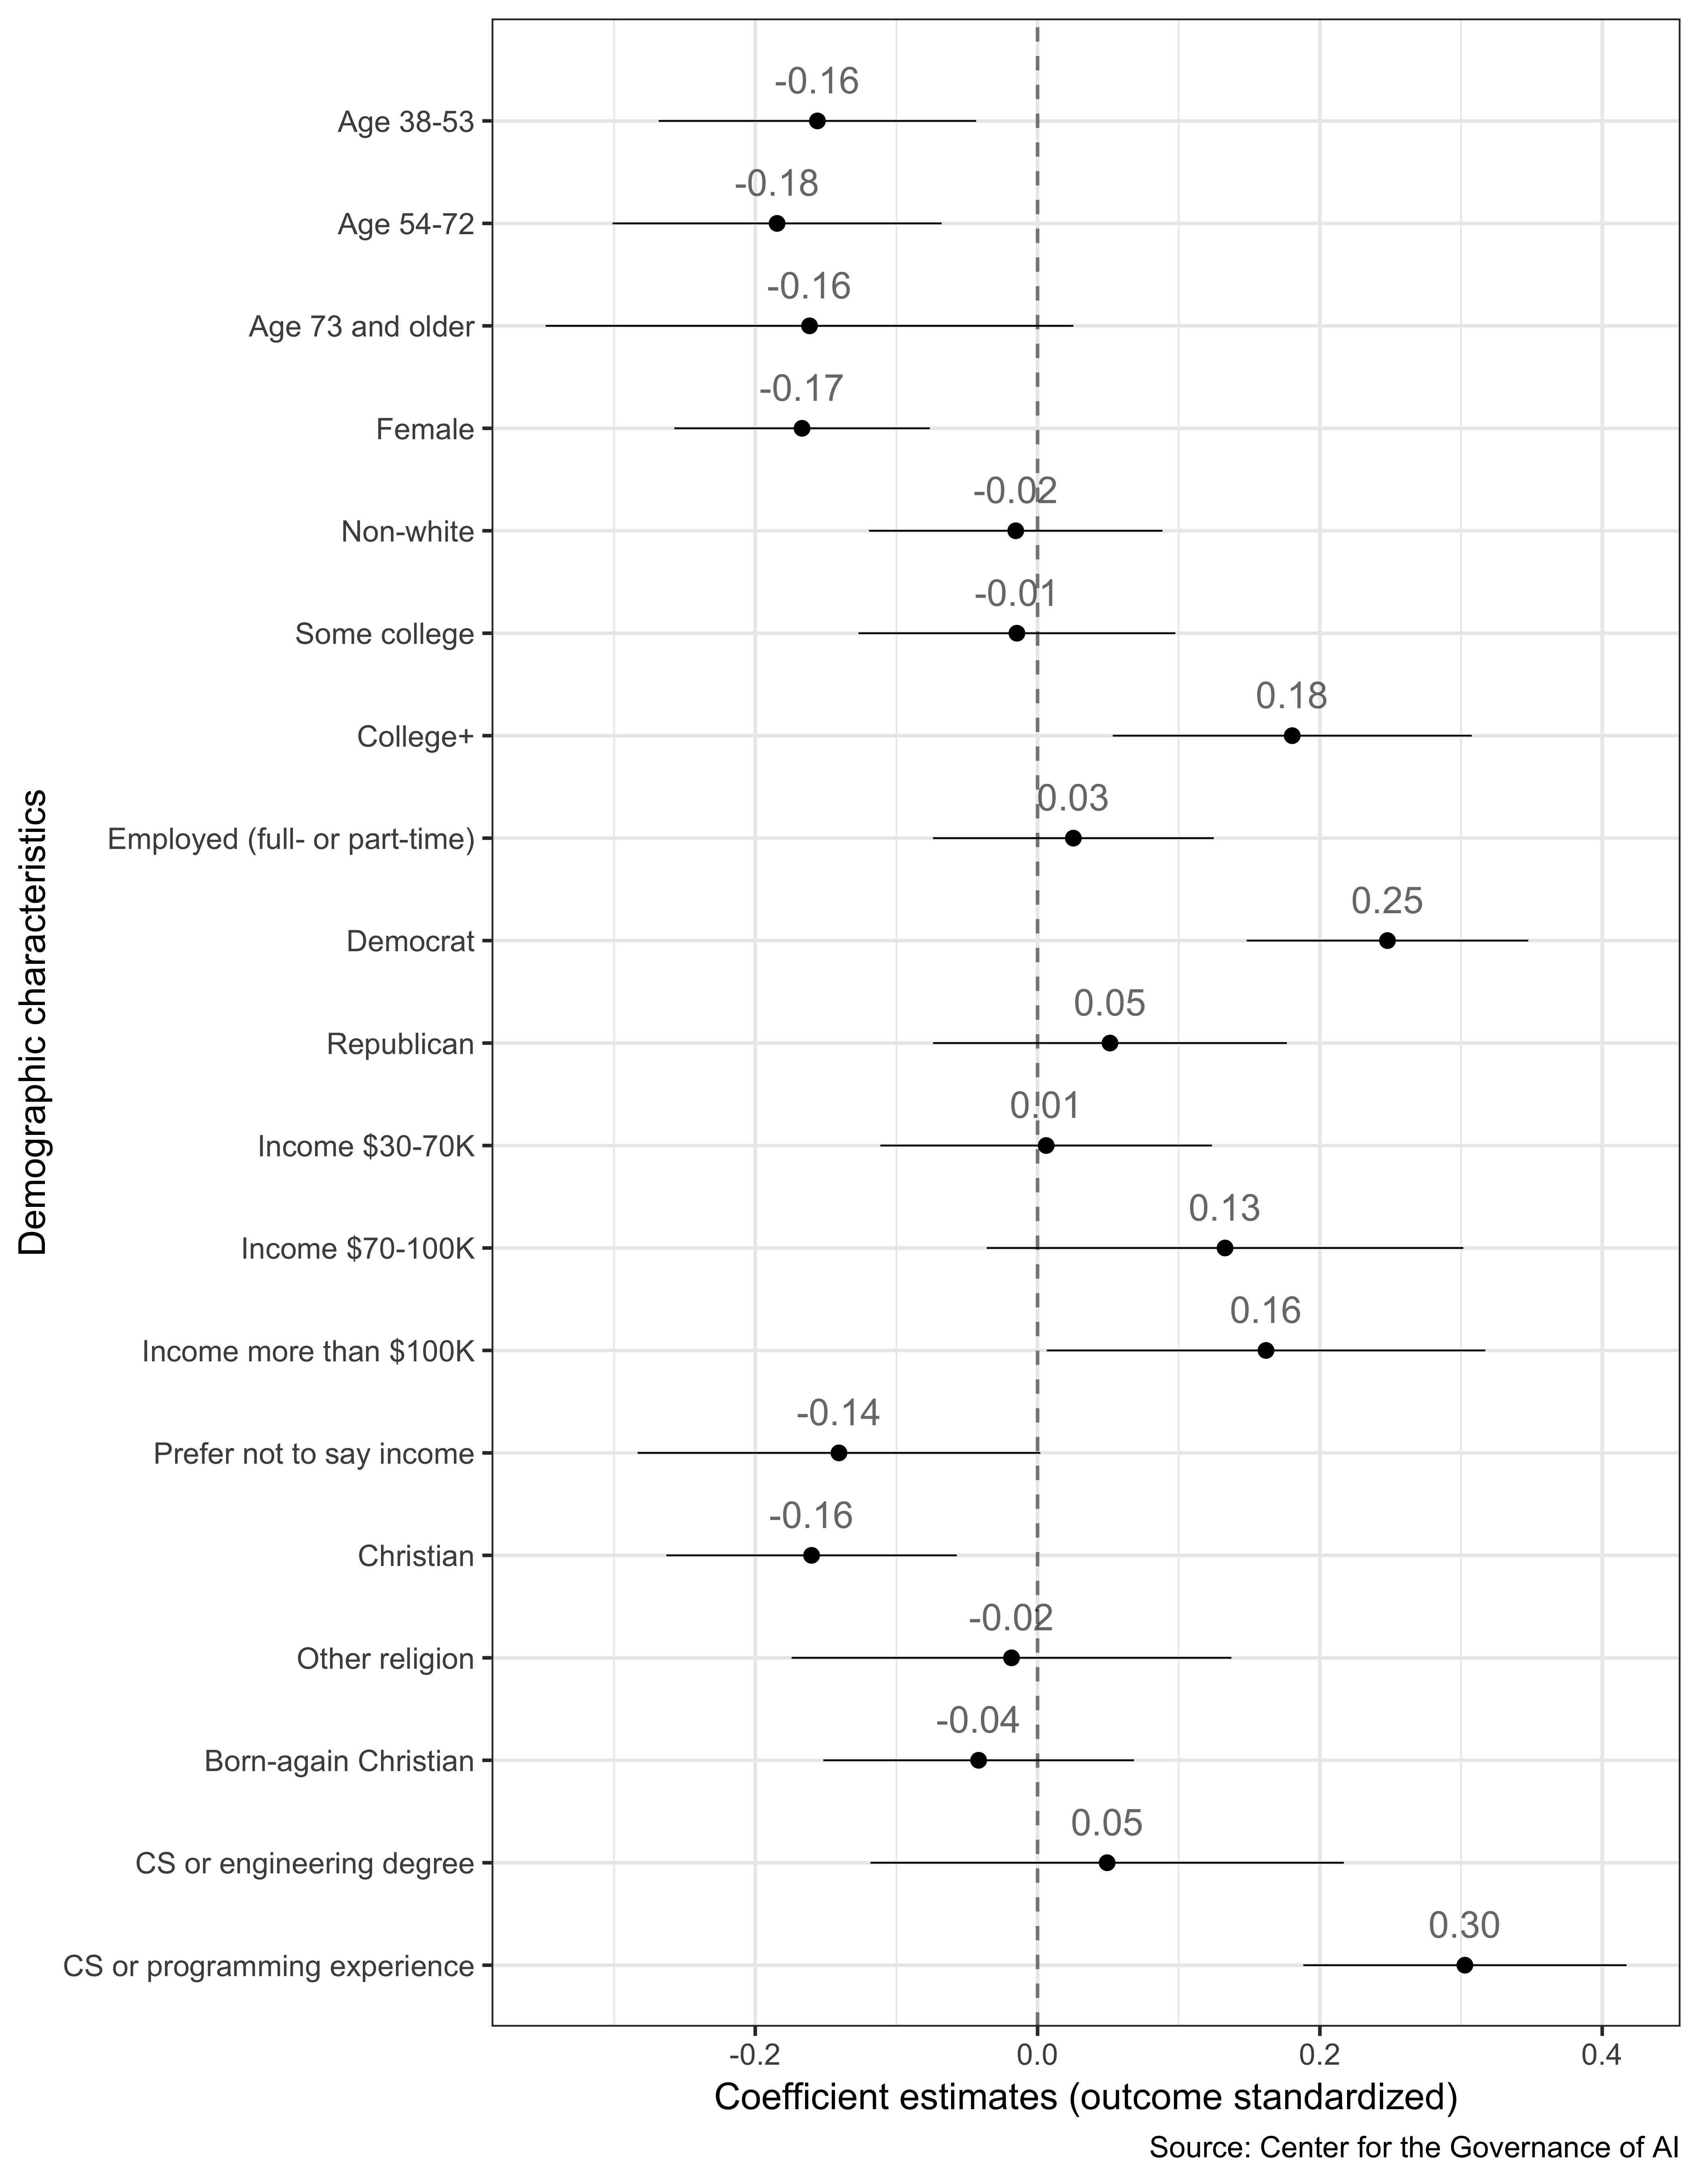 Age 38-53
-0.16
Age 54-72
-0.18
Age 73 and older
-0.16
Female
-0.17
Non-white
-0.02
Some college
-0.01
College+
0.18
Employed (full- or part-time)
0.03
Democrat
0.25
Republican
0.05
Income $30-70K
0.01
Income $70-100K
0.13
Income more than $100K
0.16
Prefer not to say income
-0.14
Christian
-0.16
Other religion
-0.02
Born-again Christian
-0.04
CS or engineering degree
0.05
CS or programming experience
0.30
Demographic characteristics
-0.2 0.0 0.2 0.4
Coefficient estimates (outcome standardized)
Source: Center for the Governance of AI